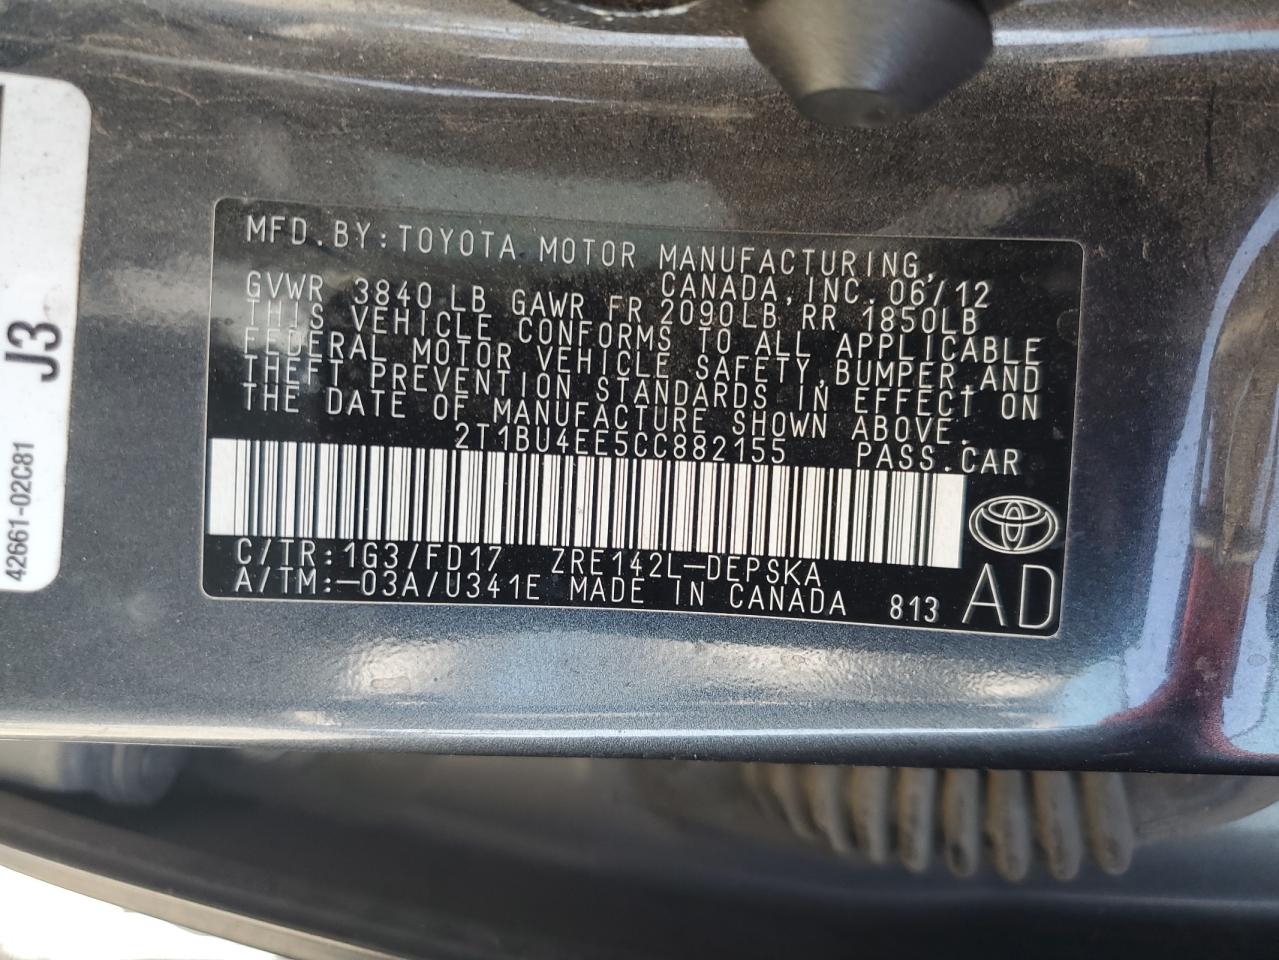 MFD.BY:TOYOTA MOTOR MANUFACTURING,
CANADA,INC. 06/12
GVWR 3840LB GAWR FR 2090LB RR 1850LB
THIS VEHICLE CONFORMS TO ALL APPLICABLE
FEDERAL MOTOR VEHICLE SAFETY,BUMPER,AND
THEFT PREVENTION STANDARDS IN EFFECT ON
THE DATE OF MANUFACTURE SHOWN ABOVE.
2T1BU4EE5CC882155 PASS.CAR
C/TR:1G3/FD17 ZRE142L-DEPSKA
A/TM:-03A/U341E MADE IN CANADA 813 AD
J3
42661-02C81